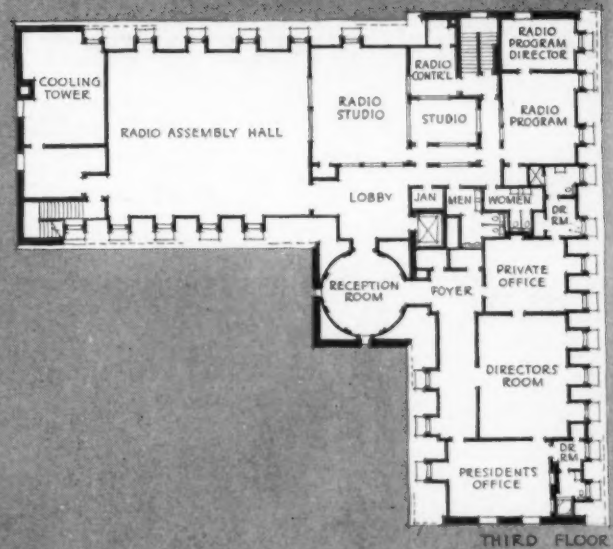 RADIO
PROGRAM
DIRECTOR
COOLING
TOWER
RADIO
CONT'R'L
RADIO ASSEMBLY HALL
RADIO
STUDIO
STUDIO
RADIO
PROGRAM
LOBBY
JAN
MEN
WOMEN
DR.
RM.
RECEPTION
ROOM
FOYER
PRIVATE
OFFICE
DIRECTORS
ROOM
DR.
RM.
PRESIDENTS
OFFICE
THIRD FLOOR